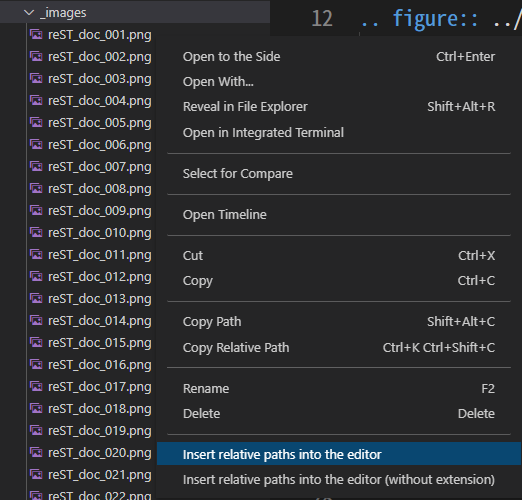 _images
reST_doc_001.png
reST_doc_002.png
reST_doc_003.png
reST_doc_004.png
reST_doc_005.png
reST_doc_006.png
reST_doc_007.png
reST_doc_008.png
reST_doc_009.png
reST_doc_010.png
reST_doc_011.png
reST_doc_012.png
reST_doc_013.png
reST_doc_014.png
reST_doc_015.png
reST_doc_016.png
reST_doc_017.png
reST_doc_018.png
reST_doc_019.png
reST_doc_020.png
reST_doc_021.png
reST_doc_022.png
12 .. figure:: ../
Open to the Side Ctrl+Enter
Open With...
Reveal in File Explorer Shift+Alt+R
Open in Integrated Terminal
Select for Compare
Open Timeline
Cut Ctrl+X
Copy Ctrl+C
Copy Path Shift+Alt+C
Copy Relative Path Ctrl+K Ctrl+Shift+C
Rename F2
Delete Delete
Insert relative paths into the editor
Insert relative paths into the editor (without extension)